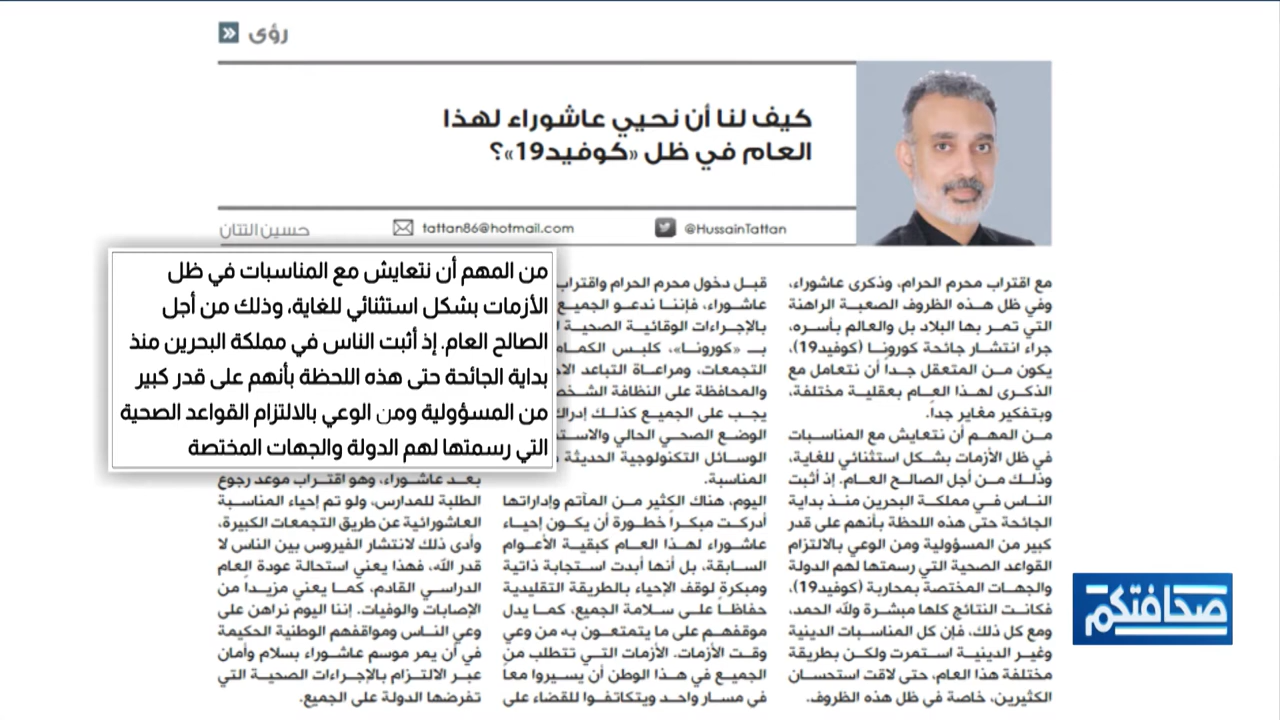 رؤى
كيف لنا أن نحيي عاشوراء لهذا
العام في ظل «كوفيد19»؟
@HussainTattan
tattan86@hotmail.com
حسين التتان
مع اقتراب محرم الحرام، وذكرى عاشوراء،
وفي ظل هذه الظروف الصعبة الراهنة
التي تمر بها البلاد بل والعالم بأسره،
جراء انتشار جائحة كورونا (كوفيد19)،
يكون من المتعقل جداً أن نتعامل مع
الذكرى لهذا العام بعقلية مختلفة،
وبتفكير مغاير جداً.
من المهم أن نتعايش مع المناسبات
في ظل الأزمات بشكل استثنائي للغاية،
وذلك من أجل الصالح العام. إذ أثبت
الناس في مملكة البحرين منذ بداية
الجائحة حتى هذه اللحظة بأنهم على قدر
كبير من المسؤولية ومن الوعي بالالتزام
القواعد الصحية التي رسمتها لهم الدولة
والجهات المختصة بمحاربة (كوفيد19)،
فكانت النتائج كلها مبشرة ولله الحمد،
ومع كل ذلك، فإن كل المناسبات الدينية
وغير الدينية استمرت ولكن بطريقة
مختلفة هذا العام، حتى لاقت استحسان
الكثيرين، خاصة في ظل هذه الظروف.
قبل دخول محرم الحرام واقتراب
عاشوراء، فإننا ندعو الجميع
بالإجراءات الوقائية الصحية
بـ «كورونا»، كلبس
التجمعات، ومراعاة التباعد
والمحافظة على النظافة
يجب على الجميع كذلك
الوضع الصحي الحالي
الوسائل التكنولوجية الحديثة
المناسبة.
اليوم، هناك الكثير من المآتم وإداراتها
أدركت مبكراً خطورة أن يكون إحياء
عاشوراء لهذا العام كبقية الأعوام
السابقة، بل أنها أبدت استجابة ذاتية
ومبكرة لوقف الإحياء بالطريقة التقليدية
حفاظاً على سلامة الجميع، كما يدل
موقفهم على ما يتمتعون به من وعي
وقت الأزمات. الأزمات التي تتطلب من
الجميع في هذا الوطن أن يسيروا معاً
في مسار واحد ويتكاتفوا للقضاء على
من المهم أن نتعايش مع المناسبات في ظل
الأزمات بشكل استثنائي للغاية، وذلك من أجل
الصالح العام. إذ أثبت الناس في مملكة البحرين منذ
بداية الجائحة حتى هذه اللحظة بأنهم على قدر كبير
من المسؤولية ومن الوعي بالالتزام القواعد الصحية
التي رسمتها لهم الدولة والجهات المختصة
بعد عاشوراء، وهو اقتراب موعد رجوع
الطلبة للمدارس، ولو تم إحياء المناسبة
العاشورائية عن طريق التجمعات الكبيرة،
وأدى ذلك لانتشار الفيروس بين الناس لا
قدر الله، فهذا يعني استحالة عودة العام
الدراسي القادم، كما يعني مزيداً من
الإصابات والوفيات. إننا اليوم نراهن على
وعي الناس ومواقفهم الوطنية الحكيمة
في أن يمر موسم عاشوراء بسلام وأمان
عبر الالتزام بالإجراءات الصحية التي
تفرضها الدولة على الجميع.
صحافتكم